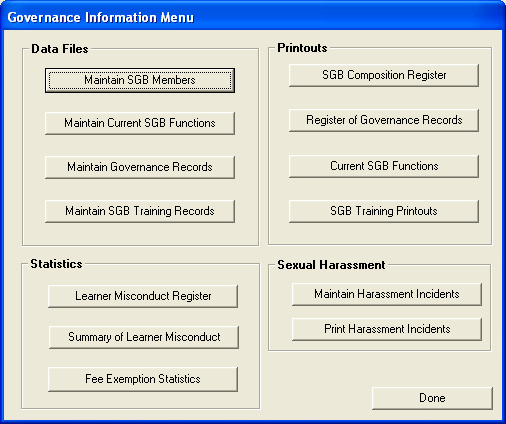 Governance Information Menu
Data Files
Maintain SGB Members
Maintain Current SGB Functions
Maintain Governance Records
Maintain SGB Training Records
Printouts
SGB Composition Register
Register of Governance Records
Current SGB Functions
SGB Training Printouts
Statistics
Learner Misconduct Register
Summary of Learner Misconduct
Fee Exemption Statistics
Sexual Harassment
Maintain Harassment Incidents
Print Harassment Incidents
Done